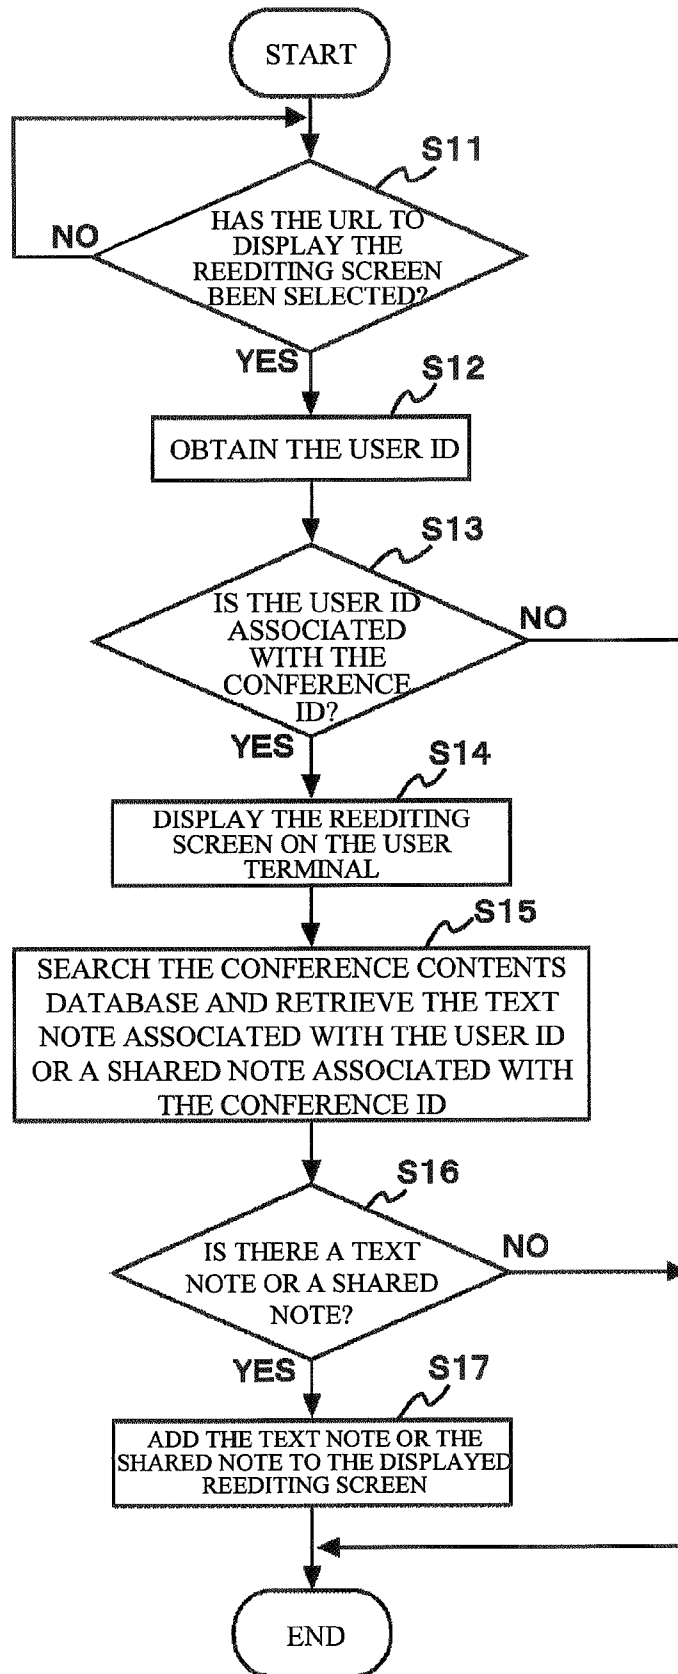 START
S11
HAS THE URL TO
DISPLAY THE
REEDITING SCREEN
BEEN SELECTED?
NO
YES
S12
OBTAIN THE USER ID
S13
IS THE USER ID
ASSOCIATED
WITH THE
CONFERENCE
ID?
NO
YES
S14
DISPLAY THE REEDITING
SCREEN ON THE USER
TERMINAL
S15
SEARCH THE CONFERENCE CONTENTS
DATABASE AND RETRIEVE THE TEXT
NOTE ASSOCIATED WITH THE USER ID
OR A SHARED NOTE ASSOCIATED WITH
THE CONFERENCE ID
S16
IS THERE A TEXT
NOTE OR A SHARED
NOTE?
NO
YES
S17
ADD THE TEXT NOTE OR THE
SHARED NOTE TO THE DISPLAYED
REEDITING SCREEN
END